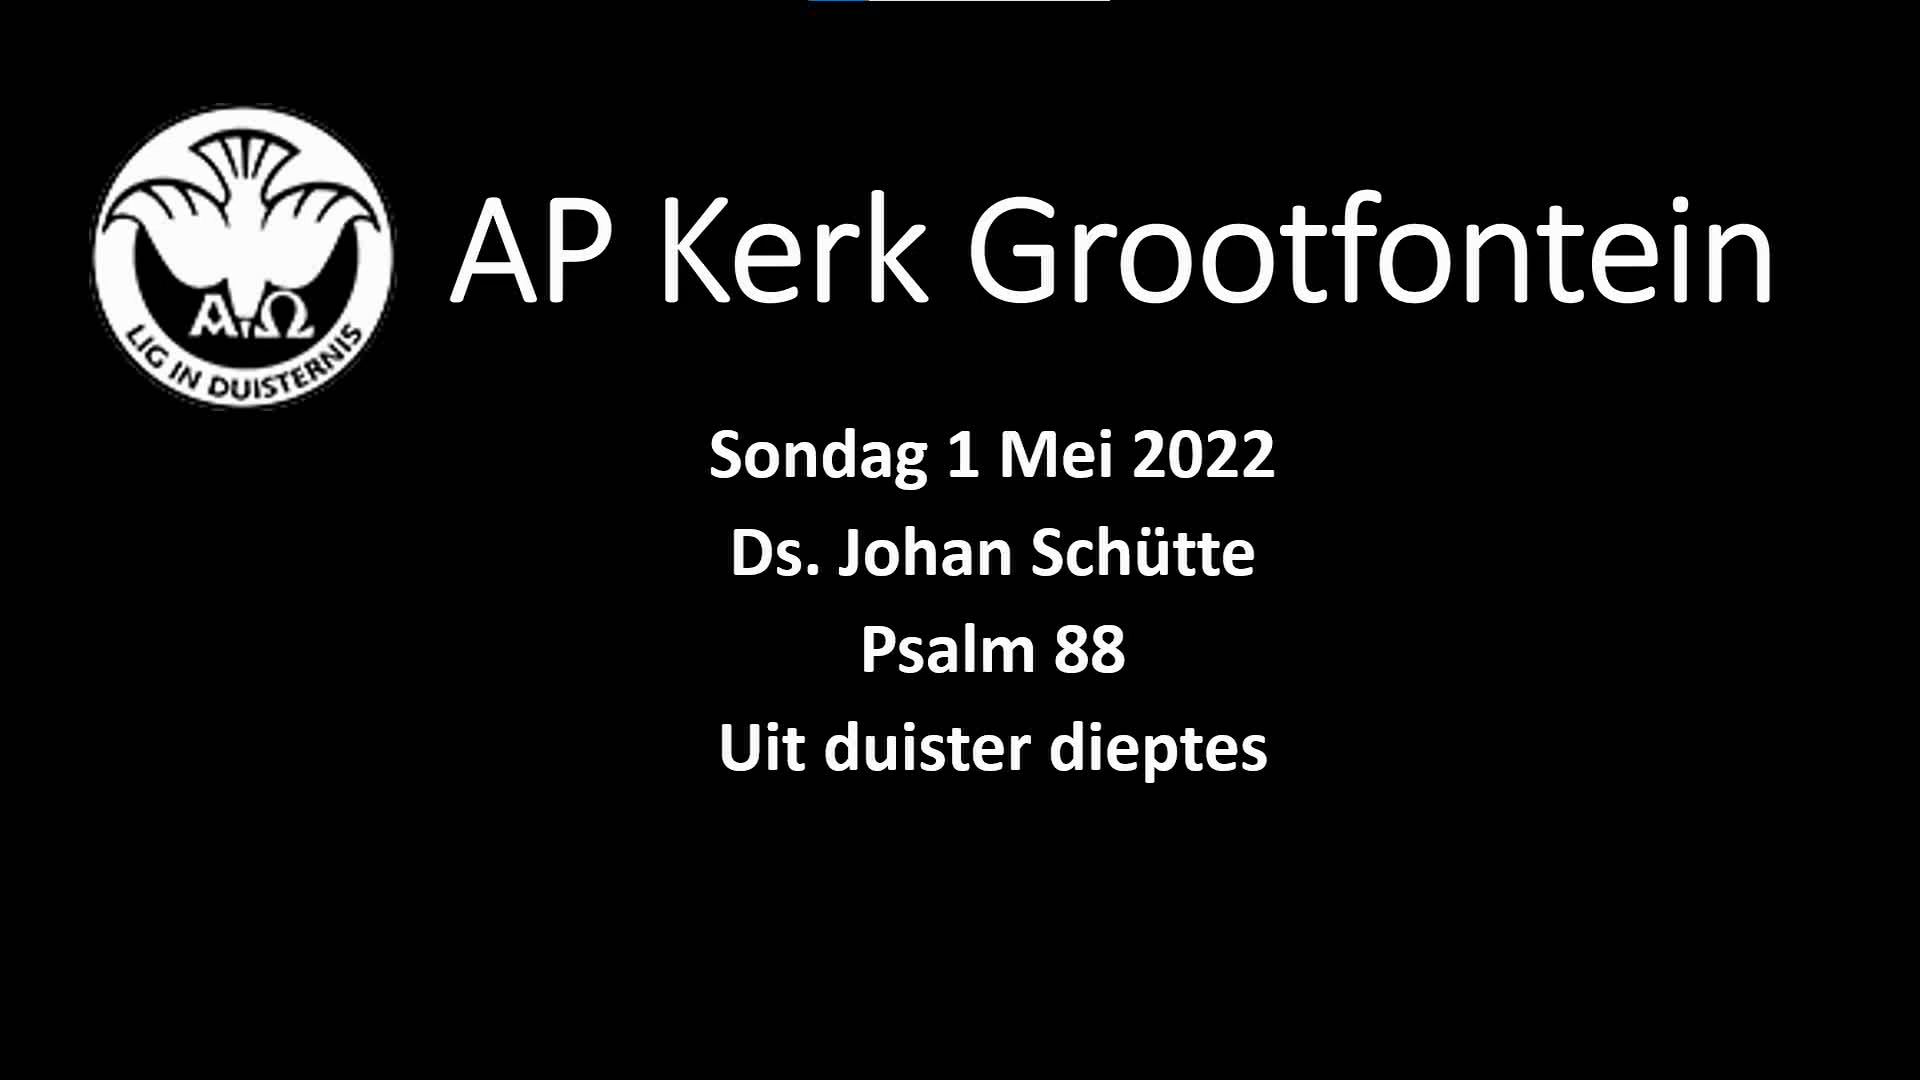 AP Kerk Grootfontein
ΑΩ
LIG IN DUISTERNIS
Sondag 1 Mei 2022
Ds. Johan Schütte
Psalm 88
Uit duister dieptes